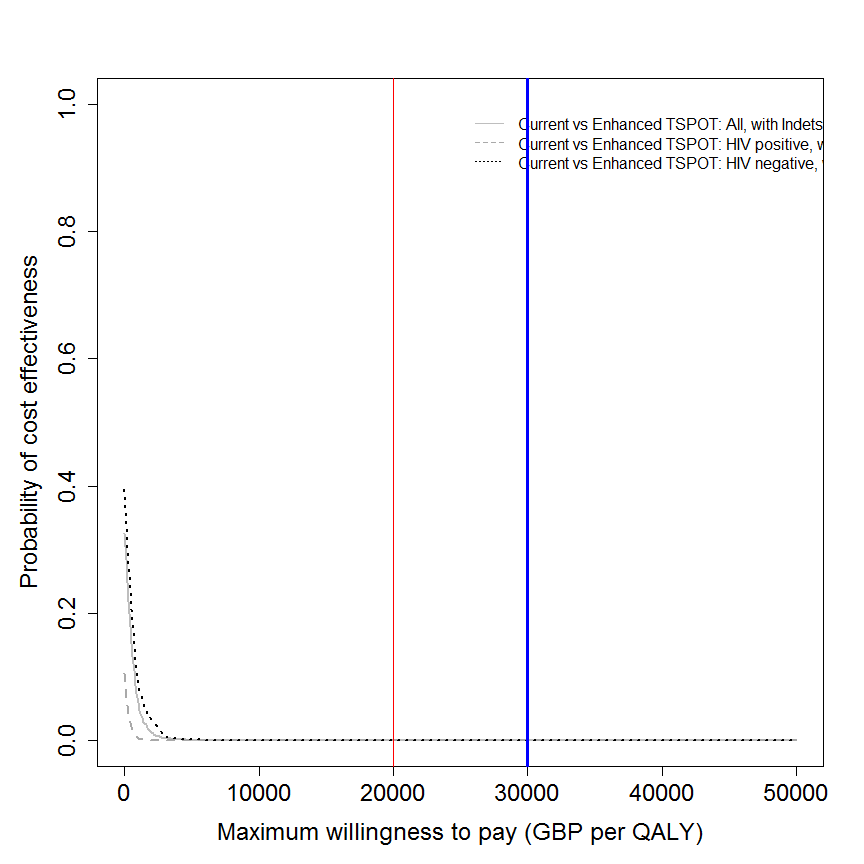 Current vs Enhanced TSPOT: All, with Indets
Current vs Enhanced TSPOT: HIV positive,
Current vs Enhanced TSPOT: HIV negative,
1.0
0.8
0.6
0.4
0.2
0.0
Probability of cost effectiveness
0 10000 20000 30000 40000 50000
Maximum willingness to pay (GBP per QALY)